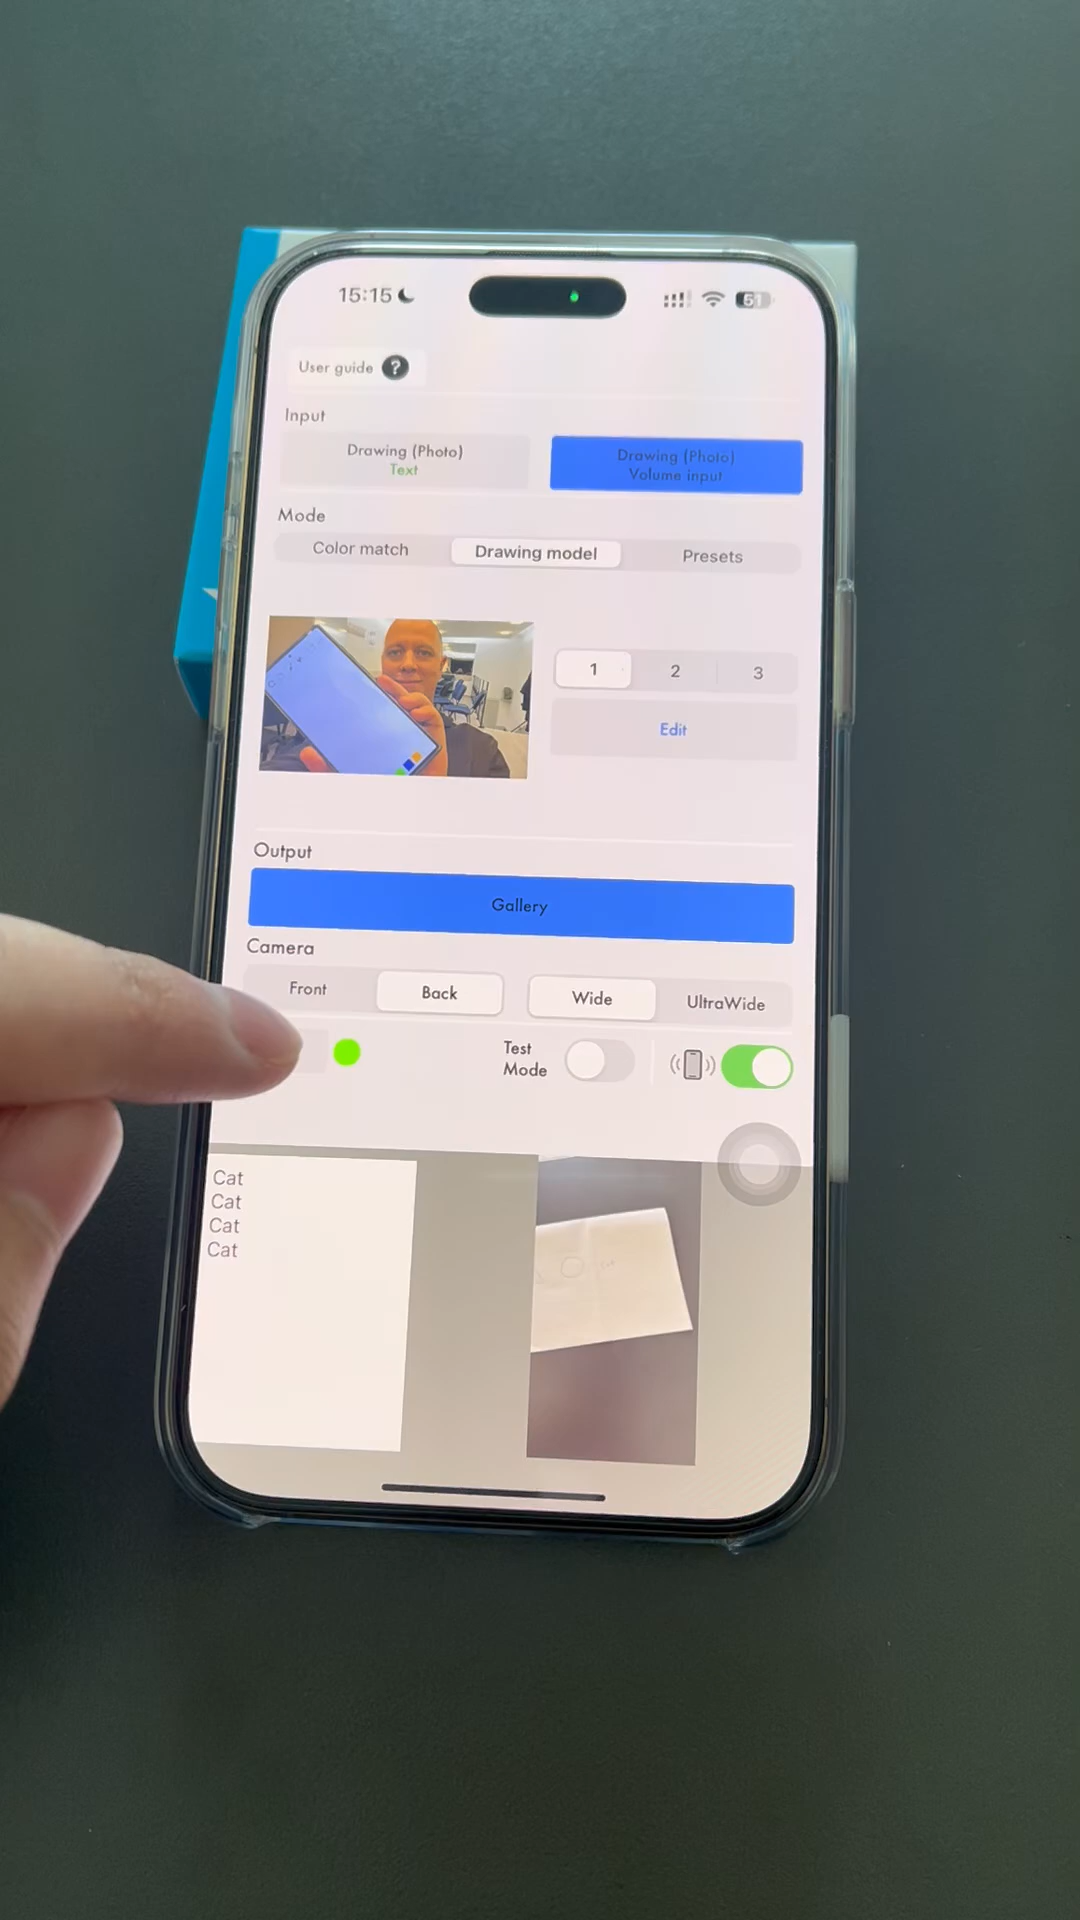 15:15
51
User guide ?
Input
Drawing (Photo)
Text
Drawing (Photo)
Volume input
Mode
Color match
Drawing model
Presets
1
2
3
Edit
Output
Gallery
Camera
Front
Back
Wide
UltraWide
Test
Mode
Cat
Cat
Cat
Cat